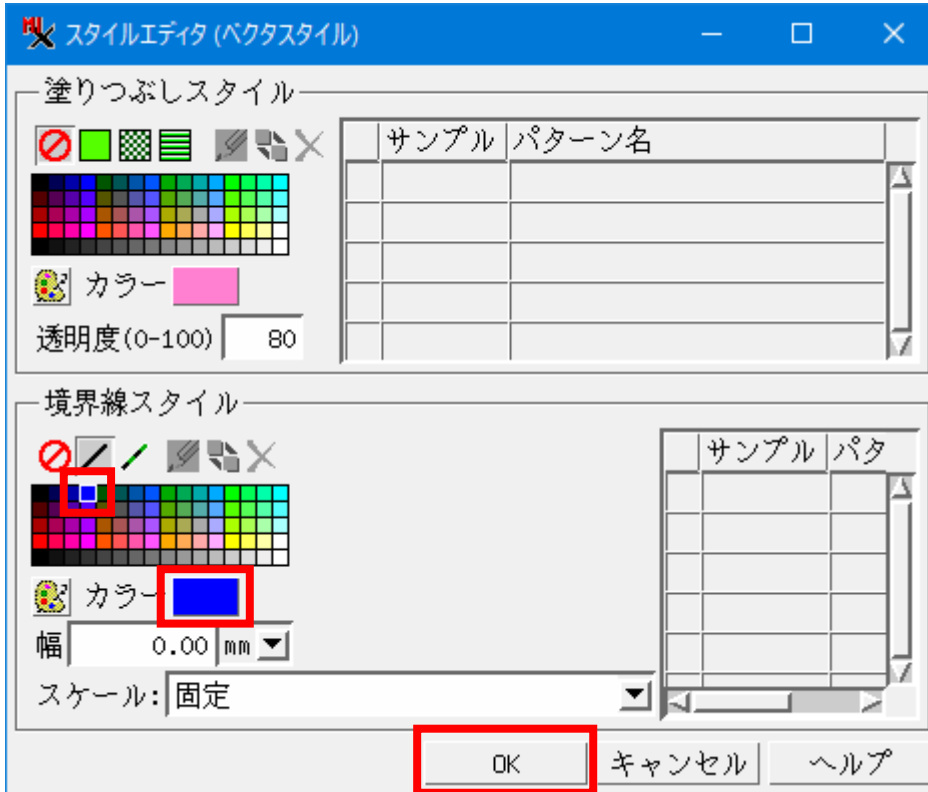 スタイルエディタ (ベクタスタイル)
塗りつぶしスタイル
サンプル パターン名
カラー
透明度(0-100) 80
境界線スタイル
サンプル パタ
カラー
幅 0.00 mm
スケール: 固定
OK キャンセル ヘルプ